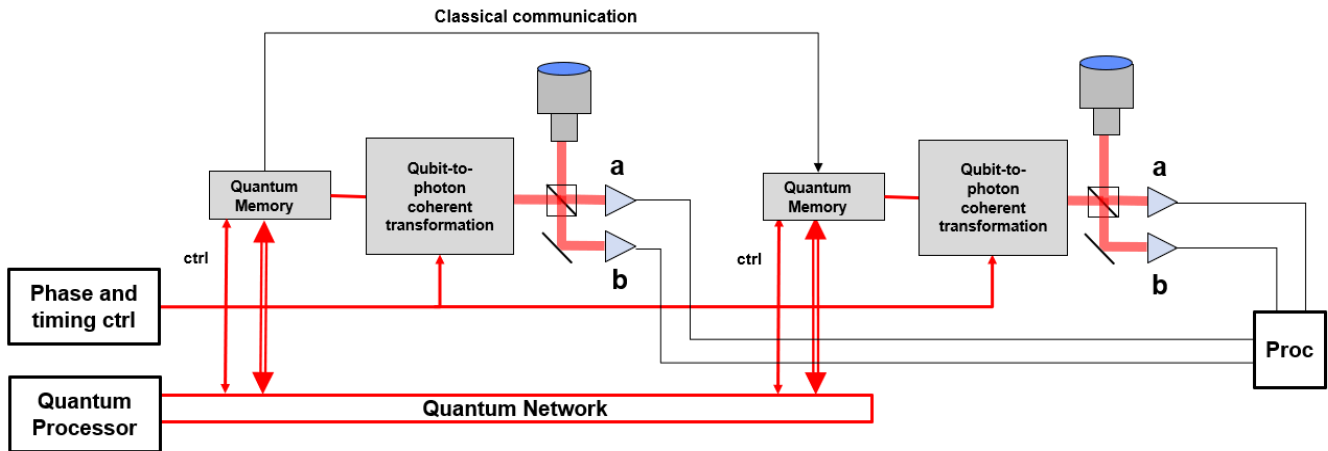 Classical communication
Quantum
Memory
Qubit-to-
photon
coherent
transformation
a
b
ctrl
Quantum
Memory
Qubit-to-
photon
coherent
transformation
a
b
ctrl
Phase and
timing ctrl
Proc
Quantum
Processor
Quantum Network